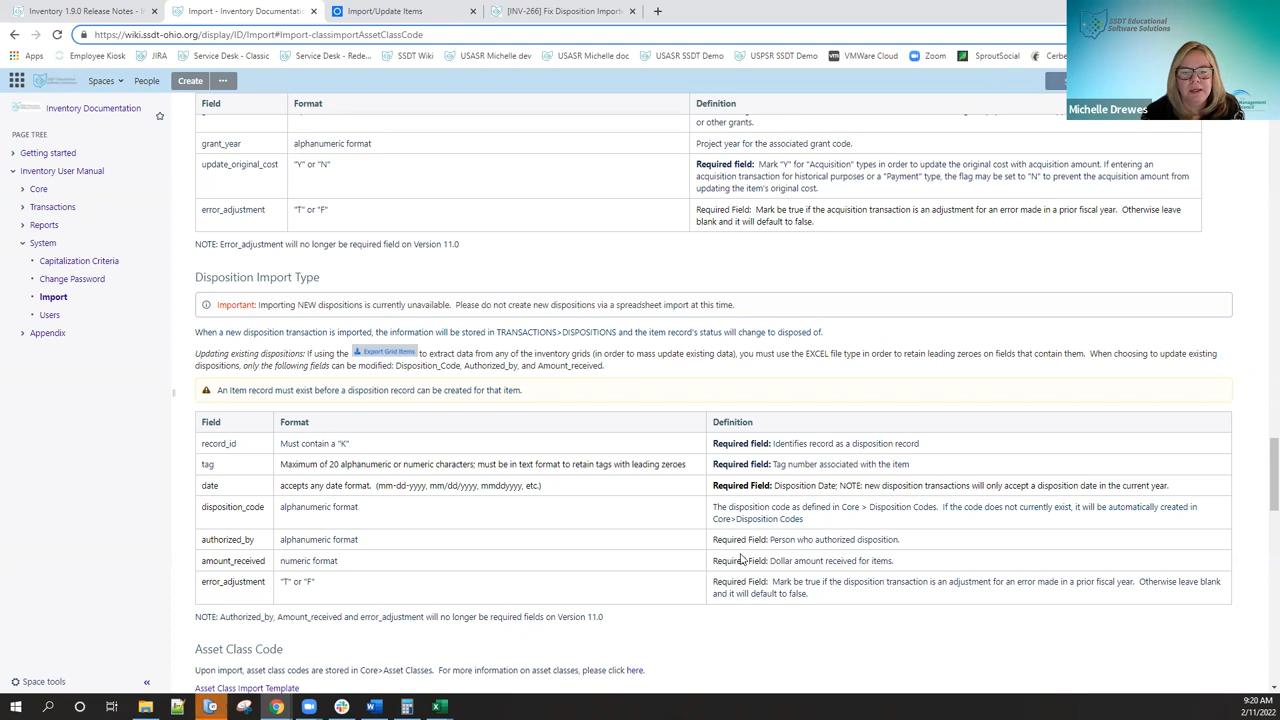 Inventory 1.9.0 Release Notes -
Import - Inventory Documentatio
Import/Update Items
[INV-266] Fix Disposition Import
https://wiki.ssdt-ohio.org/display/ID/Import#Import-classimportAssetClassCode
Apps
Employee Kiosk
JIRA
Service Desk - Classic
Service Desk - Rede...
SSDT Wiki
USASR Michelle dev
USASR Michelle doc
USASR SSDT Demo
USPSR SSDT Demo
VMWare Cloud
Zoom
SproutSocial
Cerbe
SSDT Educational
Software Solutions
Michelle Drewes
Spaces
People
Create
Inventory Documentation
PAGE TREE
Getting started
Inventory User Manual
Core
Transactions
Reports
System
Capitalization Criteria
Change Password
Import
Users
Appendix
Space tools
Field Format Definition
or other grants.
grant_year alphanumeric format Project year for the associated grant code.
update_original_cost "Y" or "N" Required field: Mark "Y" for "Acquisition" types in order to update the original cost with acquisition amount. If entering
an acquisition transaction for historical purposes or a "Payment" type, the flag may be set to "N" to prevent the acquisition amount from
updating the item's original cost.
error_adjustment "T" or "F" Required Field: Mark be true if the acquisition transaction is an adjustment for an error made in a prior fiscal year. Otherwise leave
blank and it will default to false.
NOTE: Error_adjustment will no longer be required field on Version 11.0
Disposition Import Type
Important: Importing NEW dispositions is currently unavailable. Please do not create new dispositions via a spreadsheet import at this time.
When a new disposition transaction is imported, the information will be stored in TRANSACTIONS>DISPOSITIONS and the item record's status will change to disposed of.
Updating existing dispositions: If using the Export Grid Items to extract data from any of the inventory grids (in order to mass update existing data), you must use the EXCEL file type in order to retain leading zeroes on fields that contain them. When choosing to update existing
dispositions, only the following fields can be modified: Disposition_Code, Authorized_by, and Amount_received.
An Item record must exist before a disposition record can be created for that item.
Field Format Definition
record_id Must contain a "K" Required field: Identifies record as a disposition record
tag Maximum of 20 alphanumeric or numeric characters; must be in text format to retain tags with leading zeroes Required field: Tag number associated with the item
date accepts any date format. (mm-dd-yyyy, mm/dd/yyyy, mmddyyyy, etc.) Required Field: Disposition Date; NOTE: new disposition transactions will only accept a disposition date in the current year.
disposition_code alphanumeric format The disposition code as defined in Core > Disposition Codes. If the code does not currently exist, it will be automatically created in
Core>Disposition Codes
authorized_by alphanumeric format Required Field: Person who authorized disposition.
amount_received numeric format Required Field: Dollar amount received for items.
error_adjustment "T" or "F" Required Field: Mark be true if the disposition transaction is an adjustment for an error made in a prior fiscal year. Otherwise leave blank
and it will default to false.
NOTE: Authorized_by, Amount_received and error_adjustment will no longer be required fields on Version 11.0
Asset Class Code
Upon import, asset class codes are stored in Core>Asset Classes. For more information on asset classes, please click here.
Asset Class Import Template
9:20 AM
2/11/2022